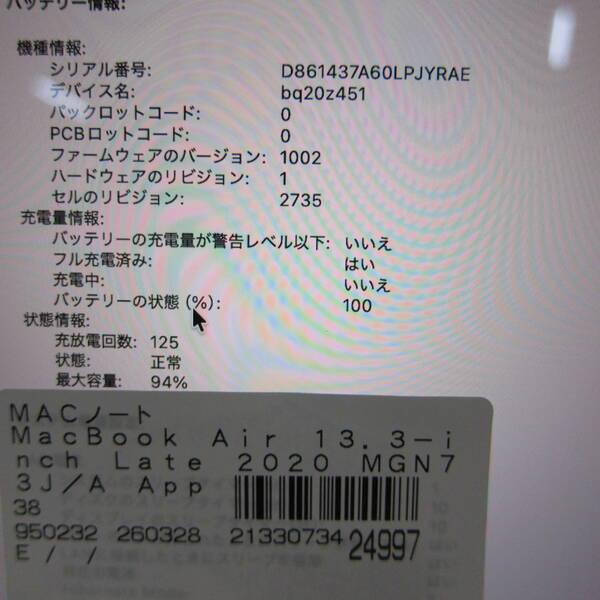 バッテリー情報:
機種情報:
シリアル番号: D861437A60LPJYRAE
デバイス名: bq20z451
パックロットコード: 0
PCBロットコード: 0
ファームウェアのバージョン: 1002
ハードウェアのリビジョン: 1
セルのリビジョン: 2735
充電量情報:
バッテリーの充電量が警告レベル以下: いいえ
フル充電済み: はい
充電中: いいえ
バッテリーの状態 (%): 100
状態情報:
充放電回数: 125
状態: 正常
最大容量: 94%
MACノート
MacBook Air 13.3-i
nch Late 2020 MGN7
3J/A App
38
950232 260328 21330734 24997
E / /